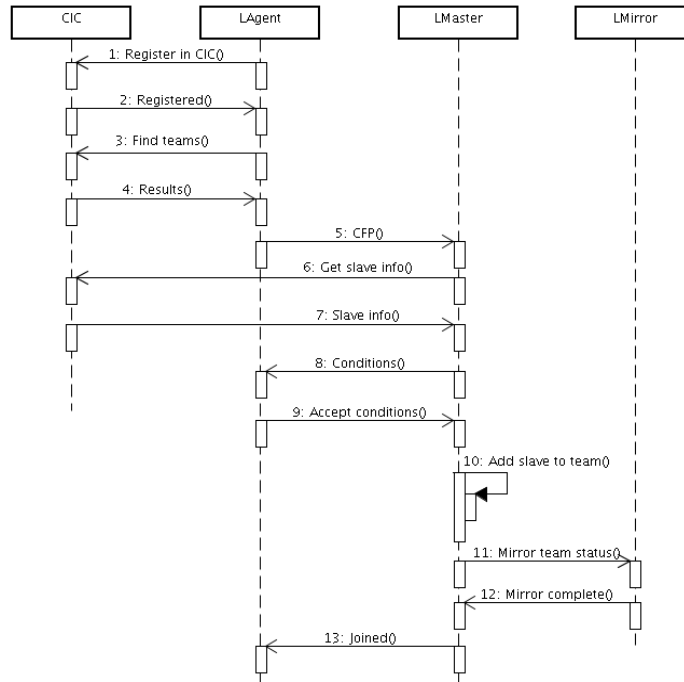 CIC
LAgent
LMaster
LMirror
1: Register in CIC()
2: Registered()
3: Find teams()
4: Results()
5: CFP()
6: Get slave info()
7: Slave info()
8: Conditions()
9: Accept conditions()
10: Add slave to team()
11: Mirror team status()
12: Mirror complete()
13: Joined()